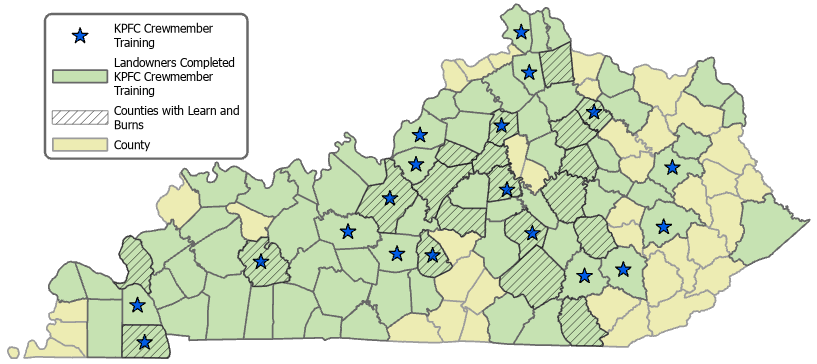 KPFC Crewmember
Training
Landowners Completed
KPFC Crewmember
Training
Counties with Learn and
Burns
County